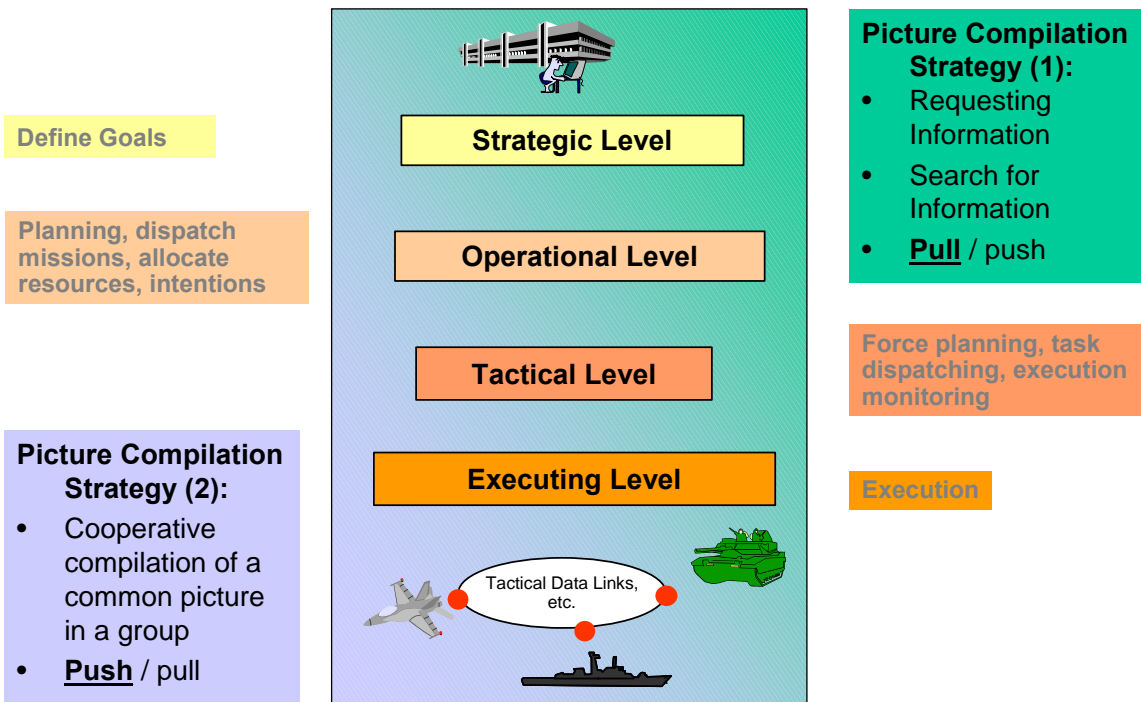 Define Goals
Planning, dispatch
missions, allocate
resources, intentions
Picture Compilation
Strategy (2):
• Cooperative
compilation of a
common picture
in a group
• Push / pull
Strategic Level
Operational Level
Tactical Level
Executing Level
Tactical Data Links,
etc.
Picture Compilation
Strategy (1):
• Requesting
Information
• Search for
Information
• Pull / push
Force planning, task
dispatching, execution
monitoring
Execution